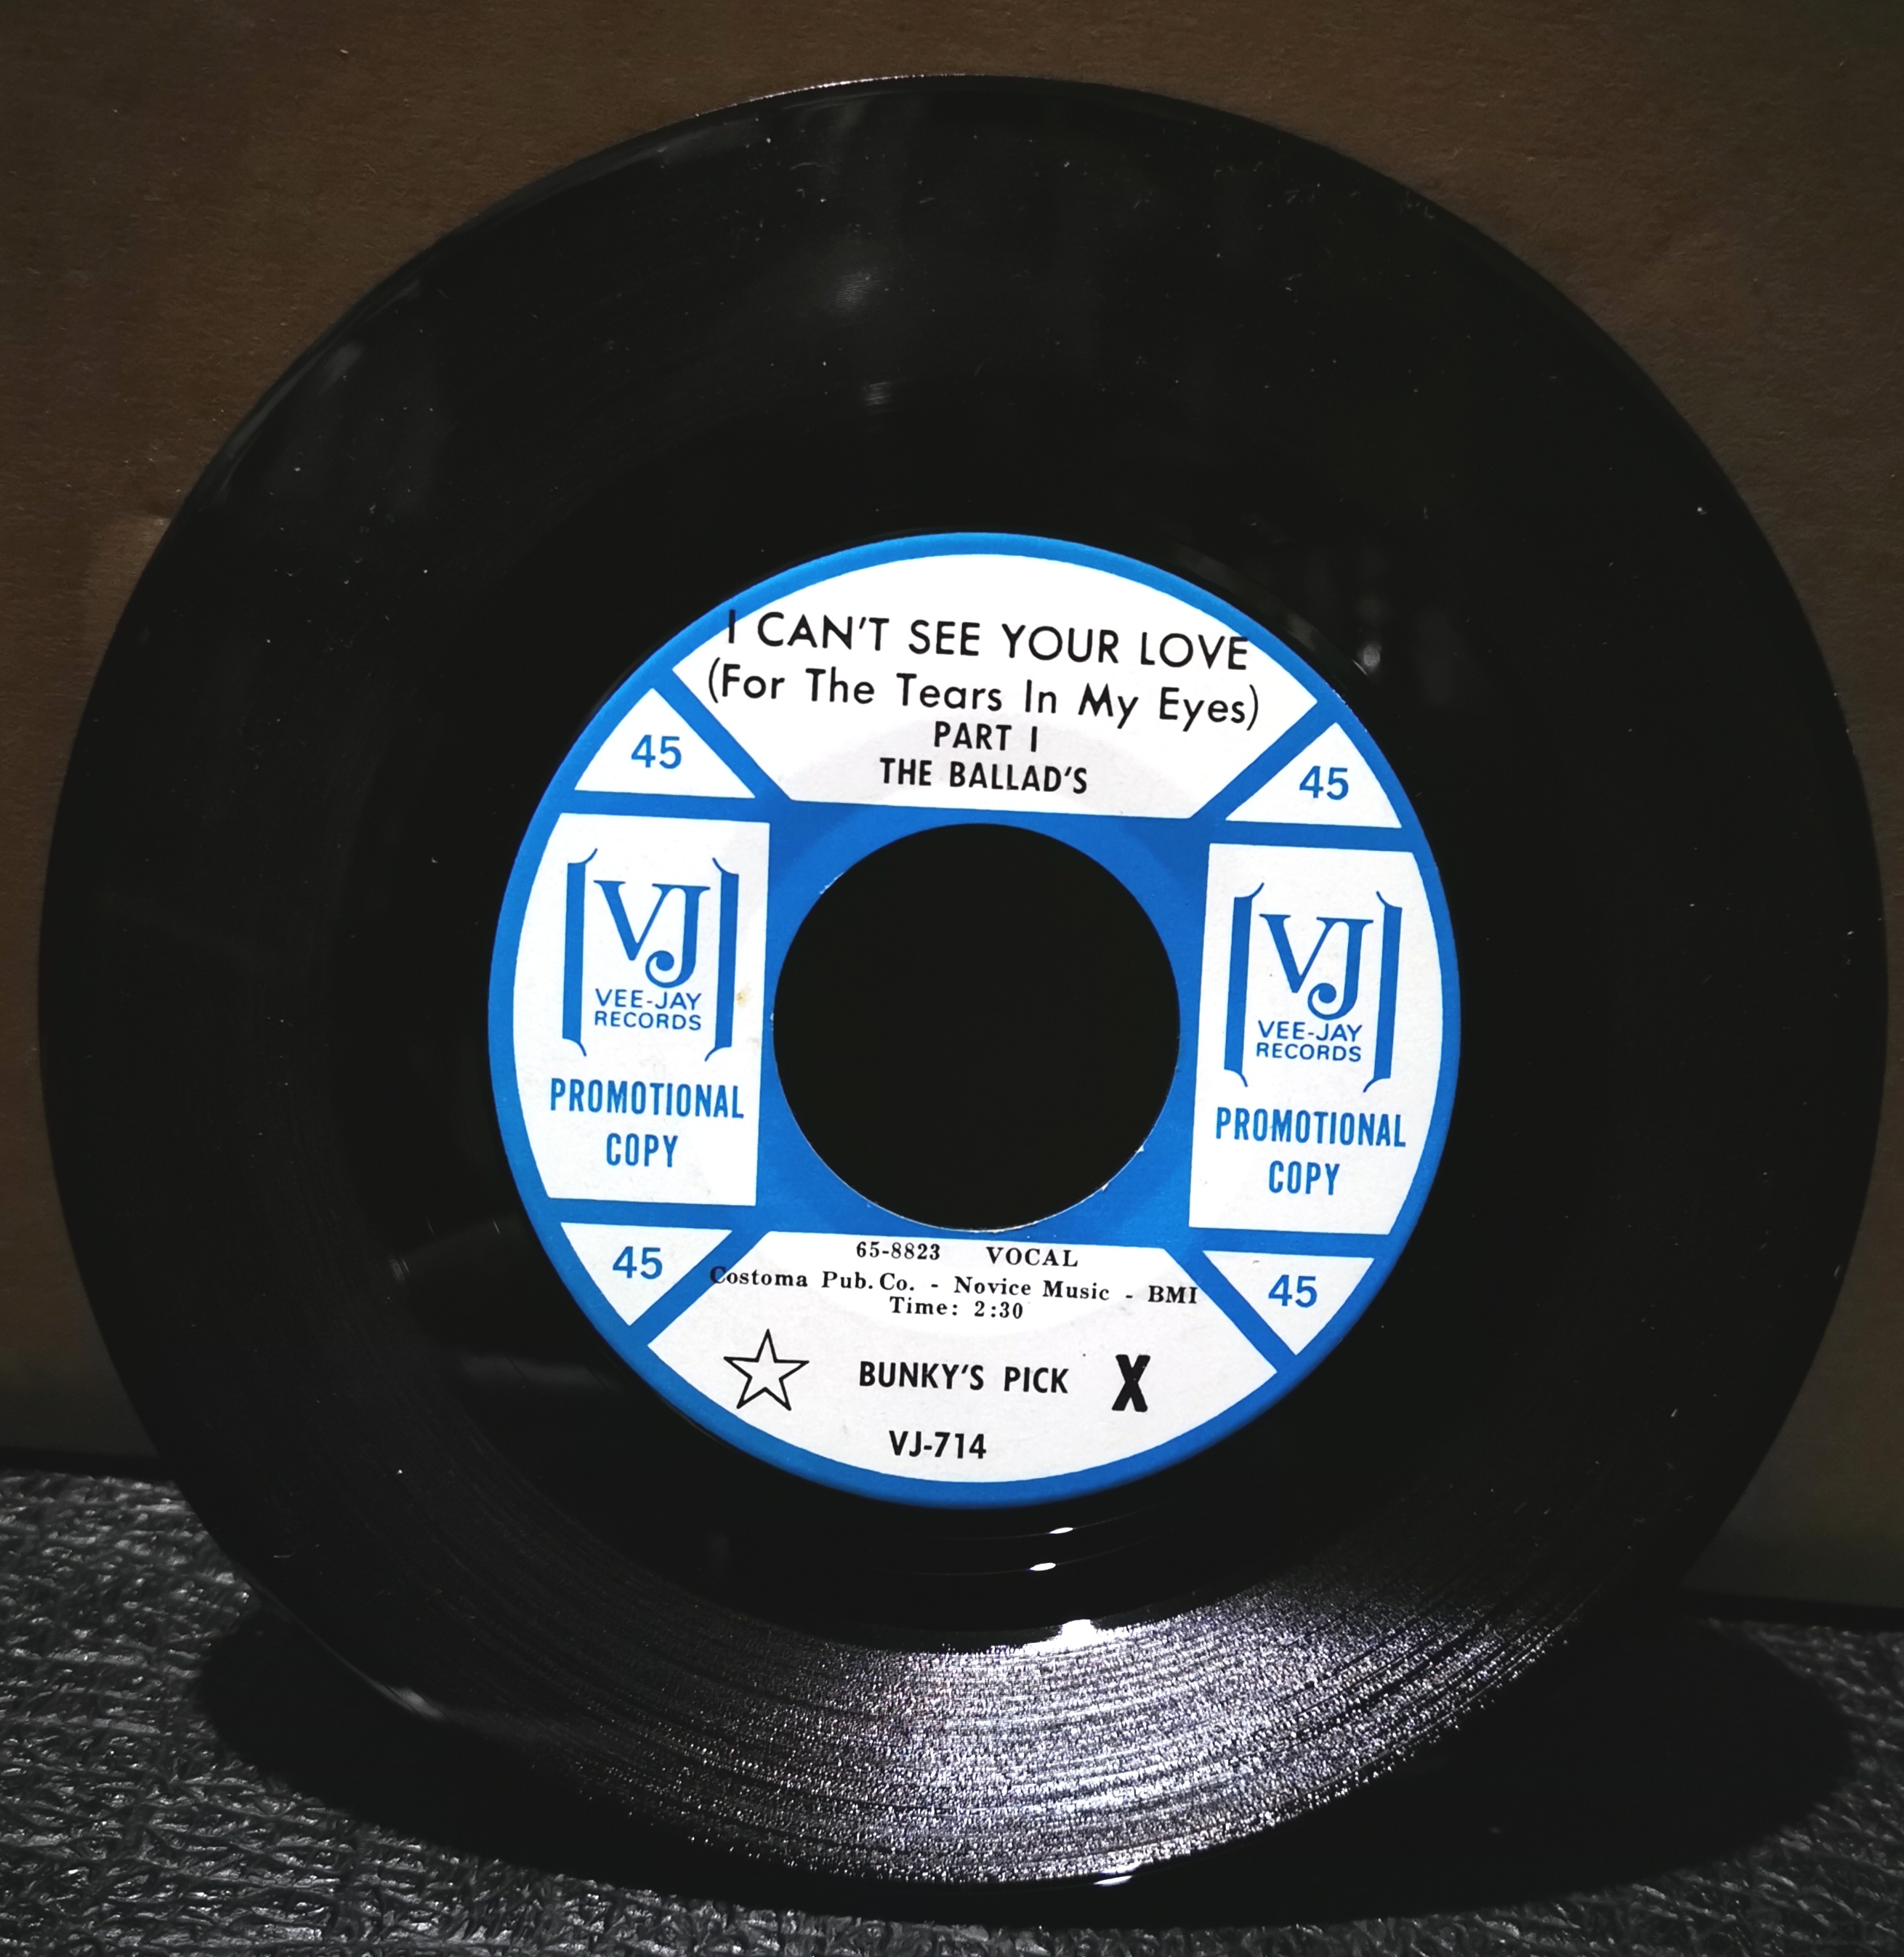 I CAN'T SEE YOUR LOVE
(For The Tears In My Eyes)
PART I
THE BALLAD'S
45
45
VJ
VEE-JAY
RECORDS
PROMOTIONAL
COPY
VJ
VEE-JAY
RECORDS
PROMOTIONAL
COPY
45
45
65-8823 VOCAL
Costoma Pub. Co. - Novice Music - BMI
Time: 2:30
BUNKY'S PICK X
VJ-714